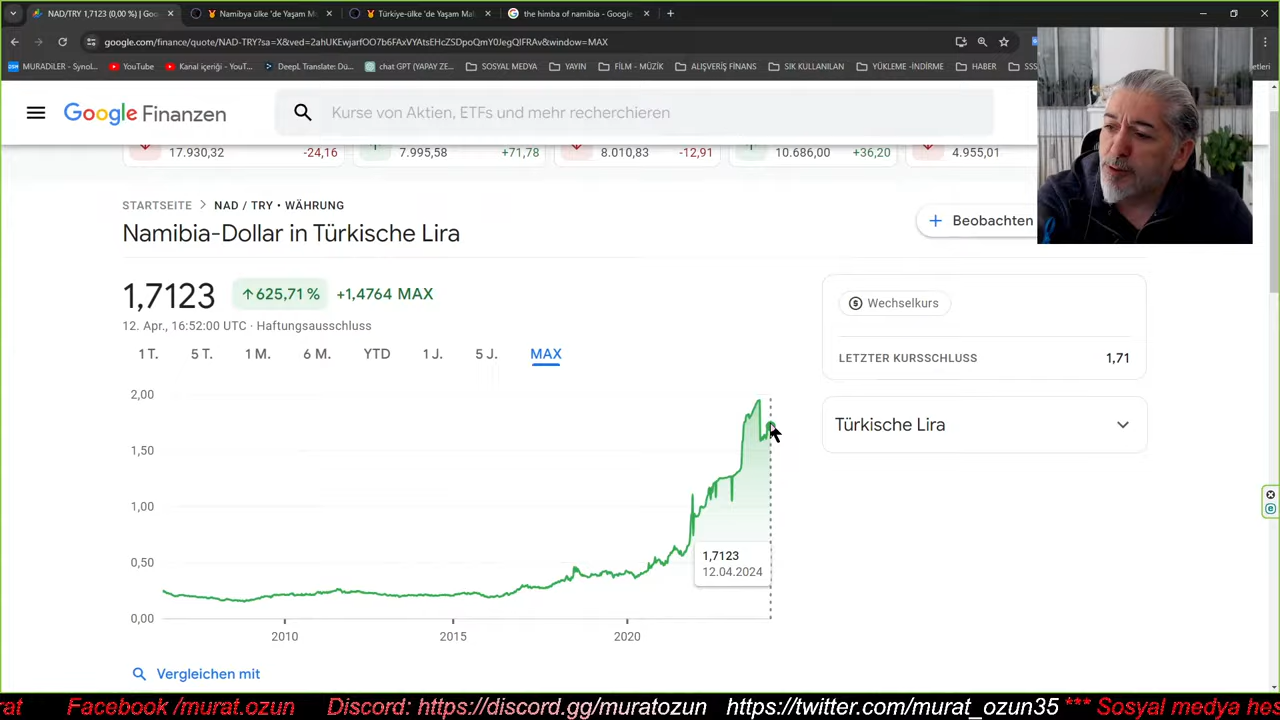 NAD/TRY 1,7123 (0,00 %) | Goo
Namibya ülke 'de Yaşam M
Türkiye-ülke 'de Yaşam Mal
the himba of namibia - Google
google.com/finance/quote/NAD-TRY?sa=X&ved=2ahUKEwjarfOO7b6FAxVYAtsEHcZSDpoQmY0JegQIFRAv&window=MAX
MURADiLER - Synol...
YouTube
Kanal içeriği - YouT...
DeepL Translate: Dü...
chat GPT (YAPAY ZE...
SOSYAL MEDYA
YAYIN
FiLM - MÜZİK
ALIŞVERİŞ FİNANS
SIK KULLANILAN
YÜKLEME -İNDİRME
HABER
Google Finanzen
Kurse von Aktien, ETFs und mehr recherchieren
17.930,32 -24,16 7.995,58 +71,78 8.010,83 -12,91 10.686,00 +36,20 4.955,01
STARTSEITE > NAD / TRY • WÄHRUNG
Namibia-Dollar in Türkische Lira
+ Beobachten
1,7123 ↑625,71 % +1,4764 MAX
12. Apr., 16:52:00 UTC · Haftungsausschluss
1 T. 5 T. 1 M. 6 M. YTD 1 J. 5 J. MAX
Wechselkurs
LETZTER KURSSCHLUSS 1,71
Türkische Lira
2,00
1,50
1,00
0,50
0,00
1,7123
12.04.2024
2010 2015 2020
Vergleichen mit
rat Facebook /murat.ozun Discord: https://discord.gg/muratozun https://twitter.com/murat_ozun35 *** Sosyal medya hes